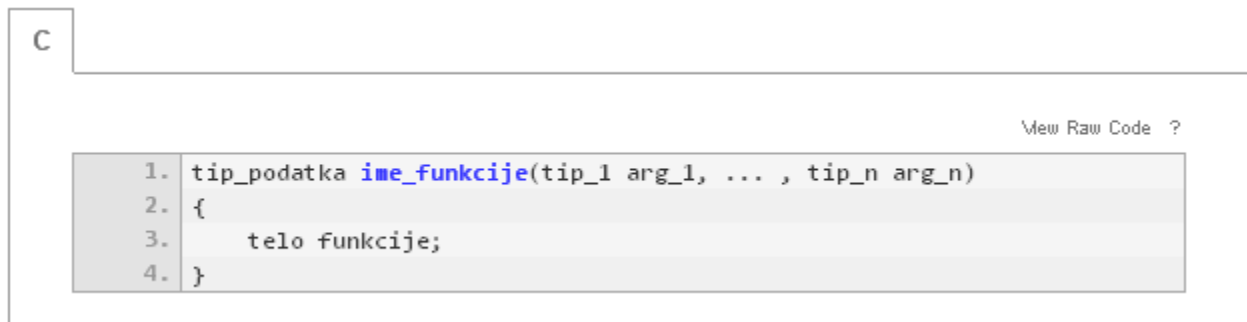 C
View Raw Code ?
1. tip_podatka ime_funkcije(tip_1 arg_1, ... , tip_n arg_n)
2. {
3. telo funkcije;
4. }